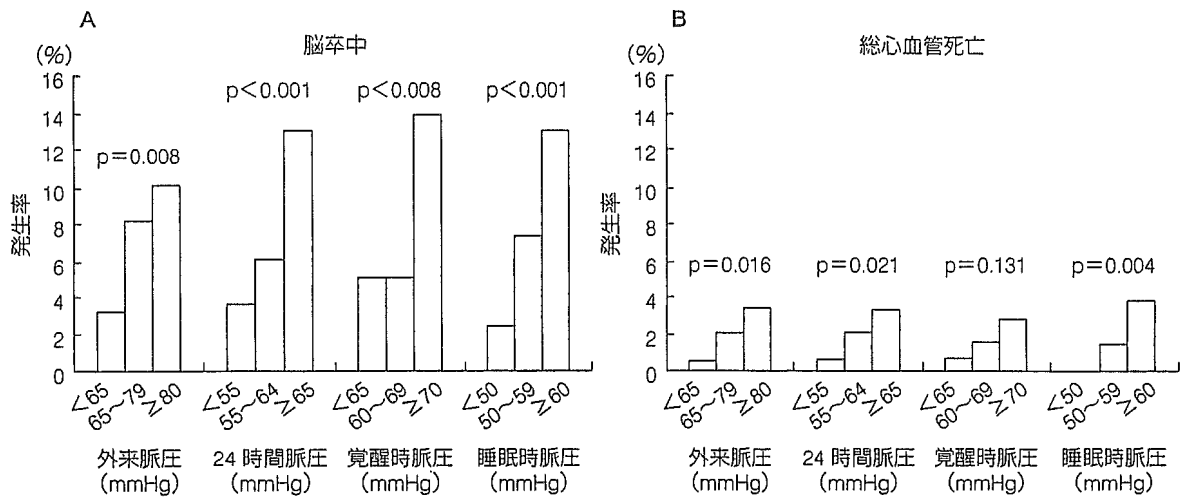 A
脳卒中
(%)
16
14
12
10
8
6
4
2
0
発生率
p=0.008
p<0.001
p<0.008
p<0.001
<65
65〜79
≥80
<55
55〜64
≥65
<65
60〜69
≥70
<50
50〜59
≥60
外来脈圧
(mmHg)
24時間脈圧
(mmHg)
覚醒時脈圧
(mmHg)
睡眠時脈圧
(mmHg)
B
総心血管死亡
(%)
16
14
12
10
8
6
4
2
0
発生率
p=0.016
p=0.021
p=0.131
p=0.004
<65
65〜79
≥80
<55
55〜64
≥65
<65
60〜69
≥70
<50
50〜59
≥60
外来脈圧
(mmHg)
24時間脈圧
(mmHg)
覚醒時脈圧
(mmHg)
睡眠時脈圧
(mmHg)